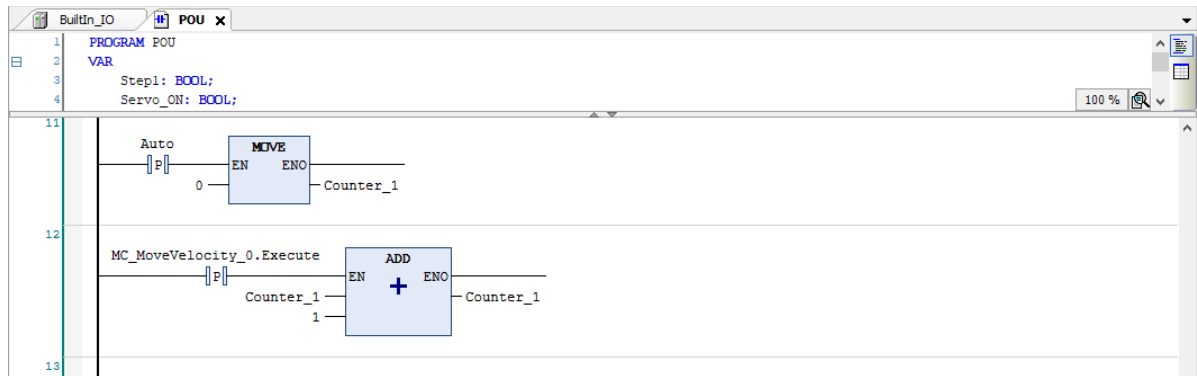 BuiltIn_IO POU
1 PROGRAM POU
2 VAR
3 Step1: BOOL;
4 Servo_ON: BOOL;
100 %
11
Auto MOVE
P EN ENO
0 Counter_1
12
MC_MoveVelocity_0.Execute ADD
P EN ENO
Counter_1 + Counter_1
1
13